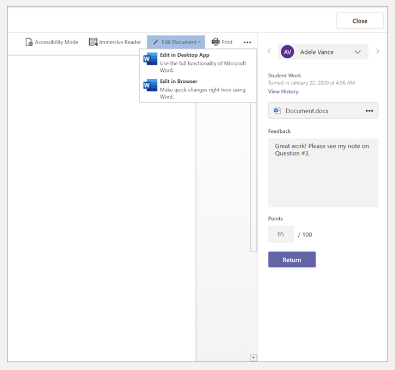 Close
Accessibility Mode
Immersive Reader
Edit Document
Print
Edit in Desktop App
Use the full functionality of Microsoft
Word.
Edit in Browser
Make quick changes right here using
Word.
AV
Adele Vance
Student Work
Turned in January 22, 2020 at 4:56 AM
View History
Document.docs
Feedback
Great work! Please see my note on
Question #3.
Points
85
/ 100
Return